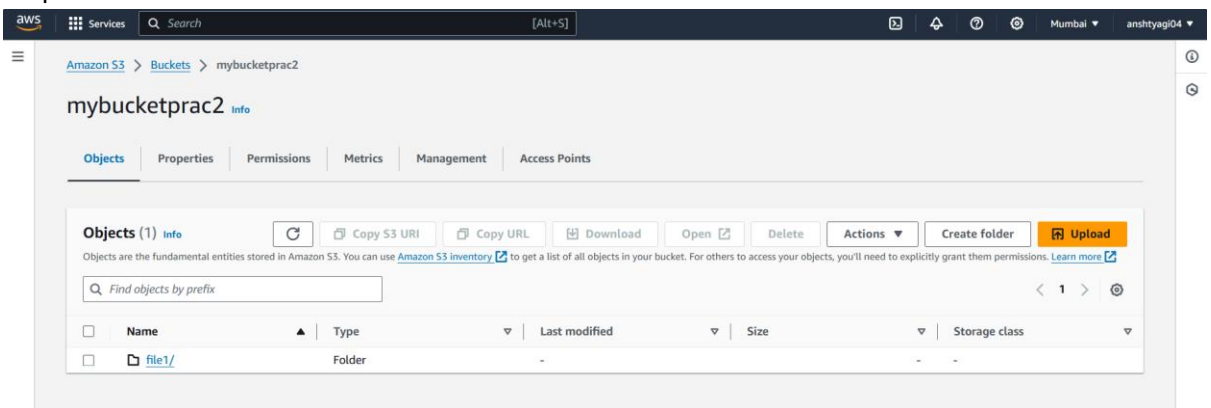 aws Services Search [Alt+S] Mumbai ▼ anshtyagi04 ▼
Amazon S3 > Buckets > mybucketprac2
mybucketprac2 Info
Objects Properties Permissions Metrics Management Access Points
Objects (1) Info Copy S3 URI Copy URL Download Open Delete Actions ▼ Create folder Upload
Objects are the fundamental entities stored in Amazon S3. You can use Amazon S3 inventory to get a list of all objects in your bucket. For others to access your objects, you'll need to explicitly grant them permissions. Learn more
Find objects by prefix < 1 >
Name Type Last modified Size Storage class
file1/ Folder - - -